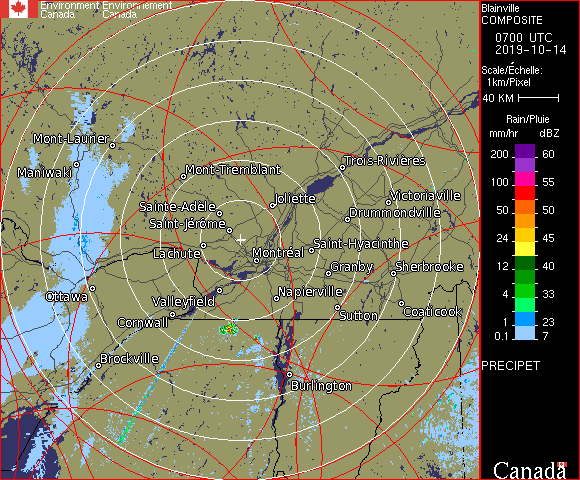 Environment Environnement
Canada Canada
Blainville
COMPOSITE
0700 UTC
2019-10-14
Scale/Échelle:
1km/Pixel
40 KM
Rain/Pluie
mm/hr dBZ
200 60
100 55
50 50
24 45
12 40
4 33
1 23
0.1 7
PRECIPET
Mont-Laurier
Maniwaki
Mont-Tremblant
Trois-Rivières
Sainte-Adèle
Joliette
Victoriaville
Saint-Jérôme
Drummondville
Lachute
Montréal
Saint-Hyacinthe
Granby
Sherbrooke
Ottawa
Valleyfield
Napierville
Cornwall
Sutton
Coaticook
Brockville
Burlington
Canada